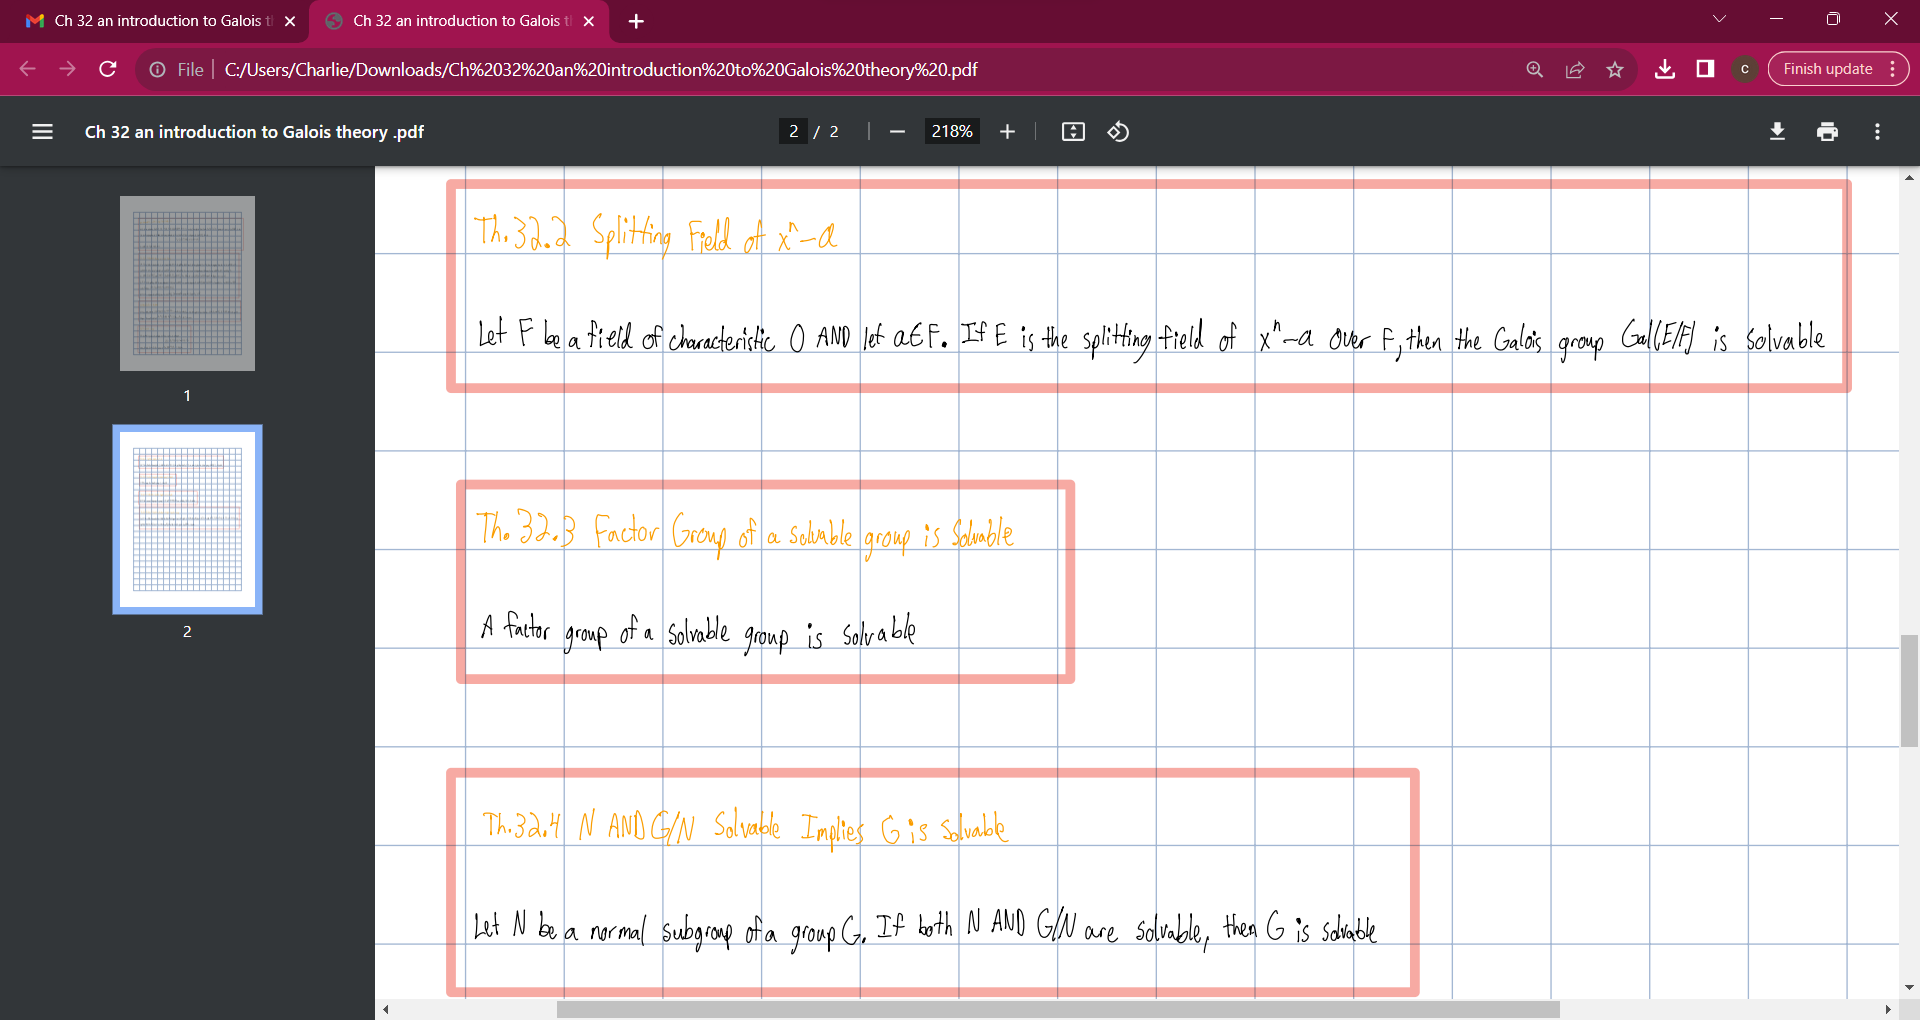 Ch 32 an introduction to Galois t
Ch 32 an introduction to Galois t
File
C:/Users/Charlie/Downloads/Ch%2032%20an%20introduction%20to%20Galois%20theory%20.pdf
C
Finish update
Ch 32 an introduction to Galois theory .pdf
2 / 2
218%
1
2
Th. 32.2 Splitting Field of xⁿ-a
Let F be a field of characteristic 0 AND let a∈F. If E is the splitting field of xⁿ-a over F, then the Galois group Gal(E/F) is solvable
Th. 32.3 Factor Group of a solvable group is Solvable
A factor group of a solvable group is solvable
Th. 32.4 N AND G/N Solvable Implies G is Solvable
Let N be a normal subgroup of a group G. If both N AND G/N are solvable, then G is solvable